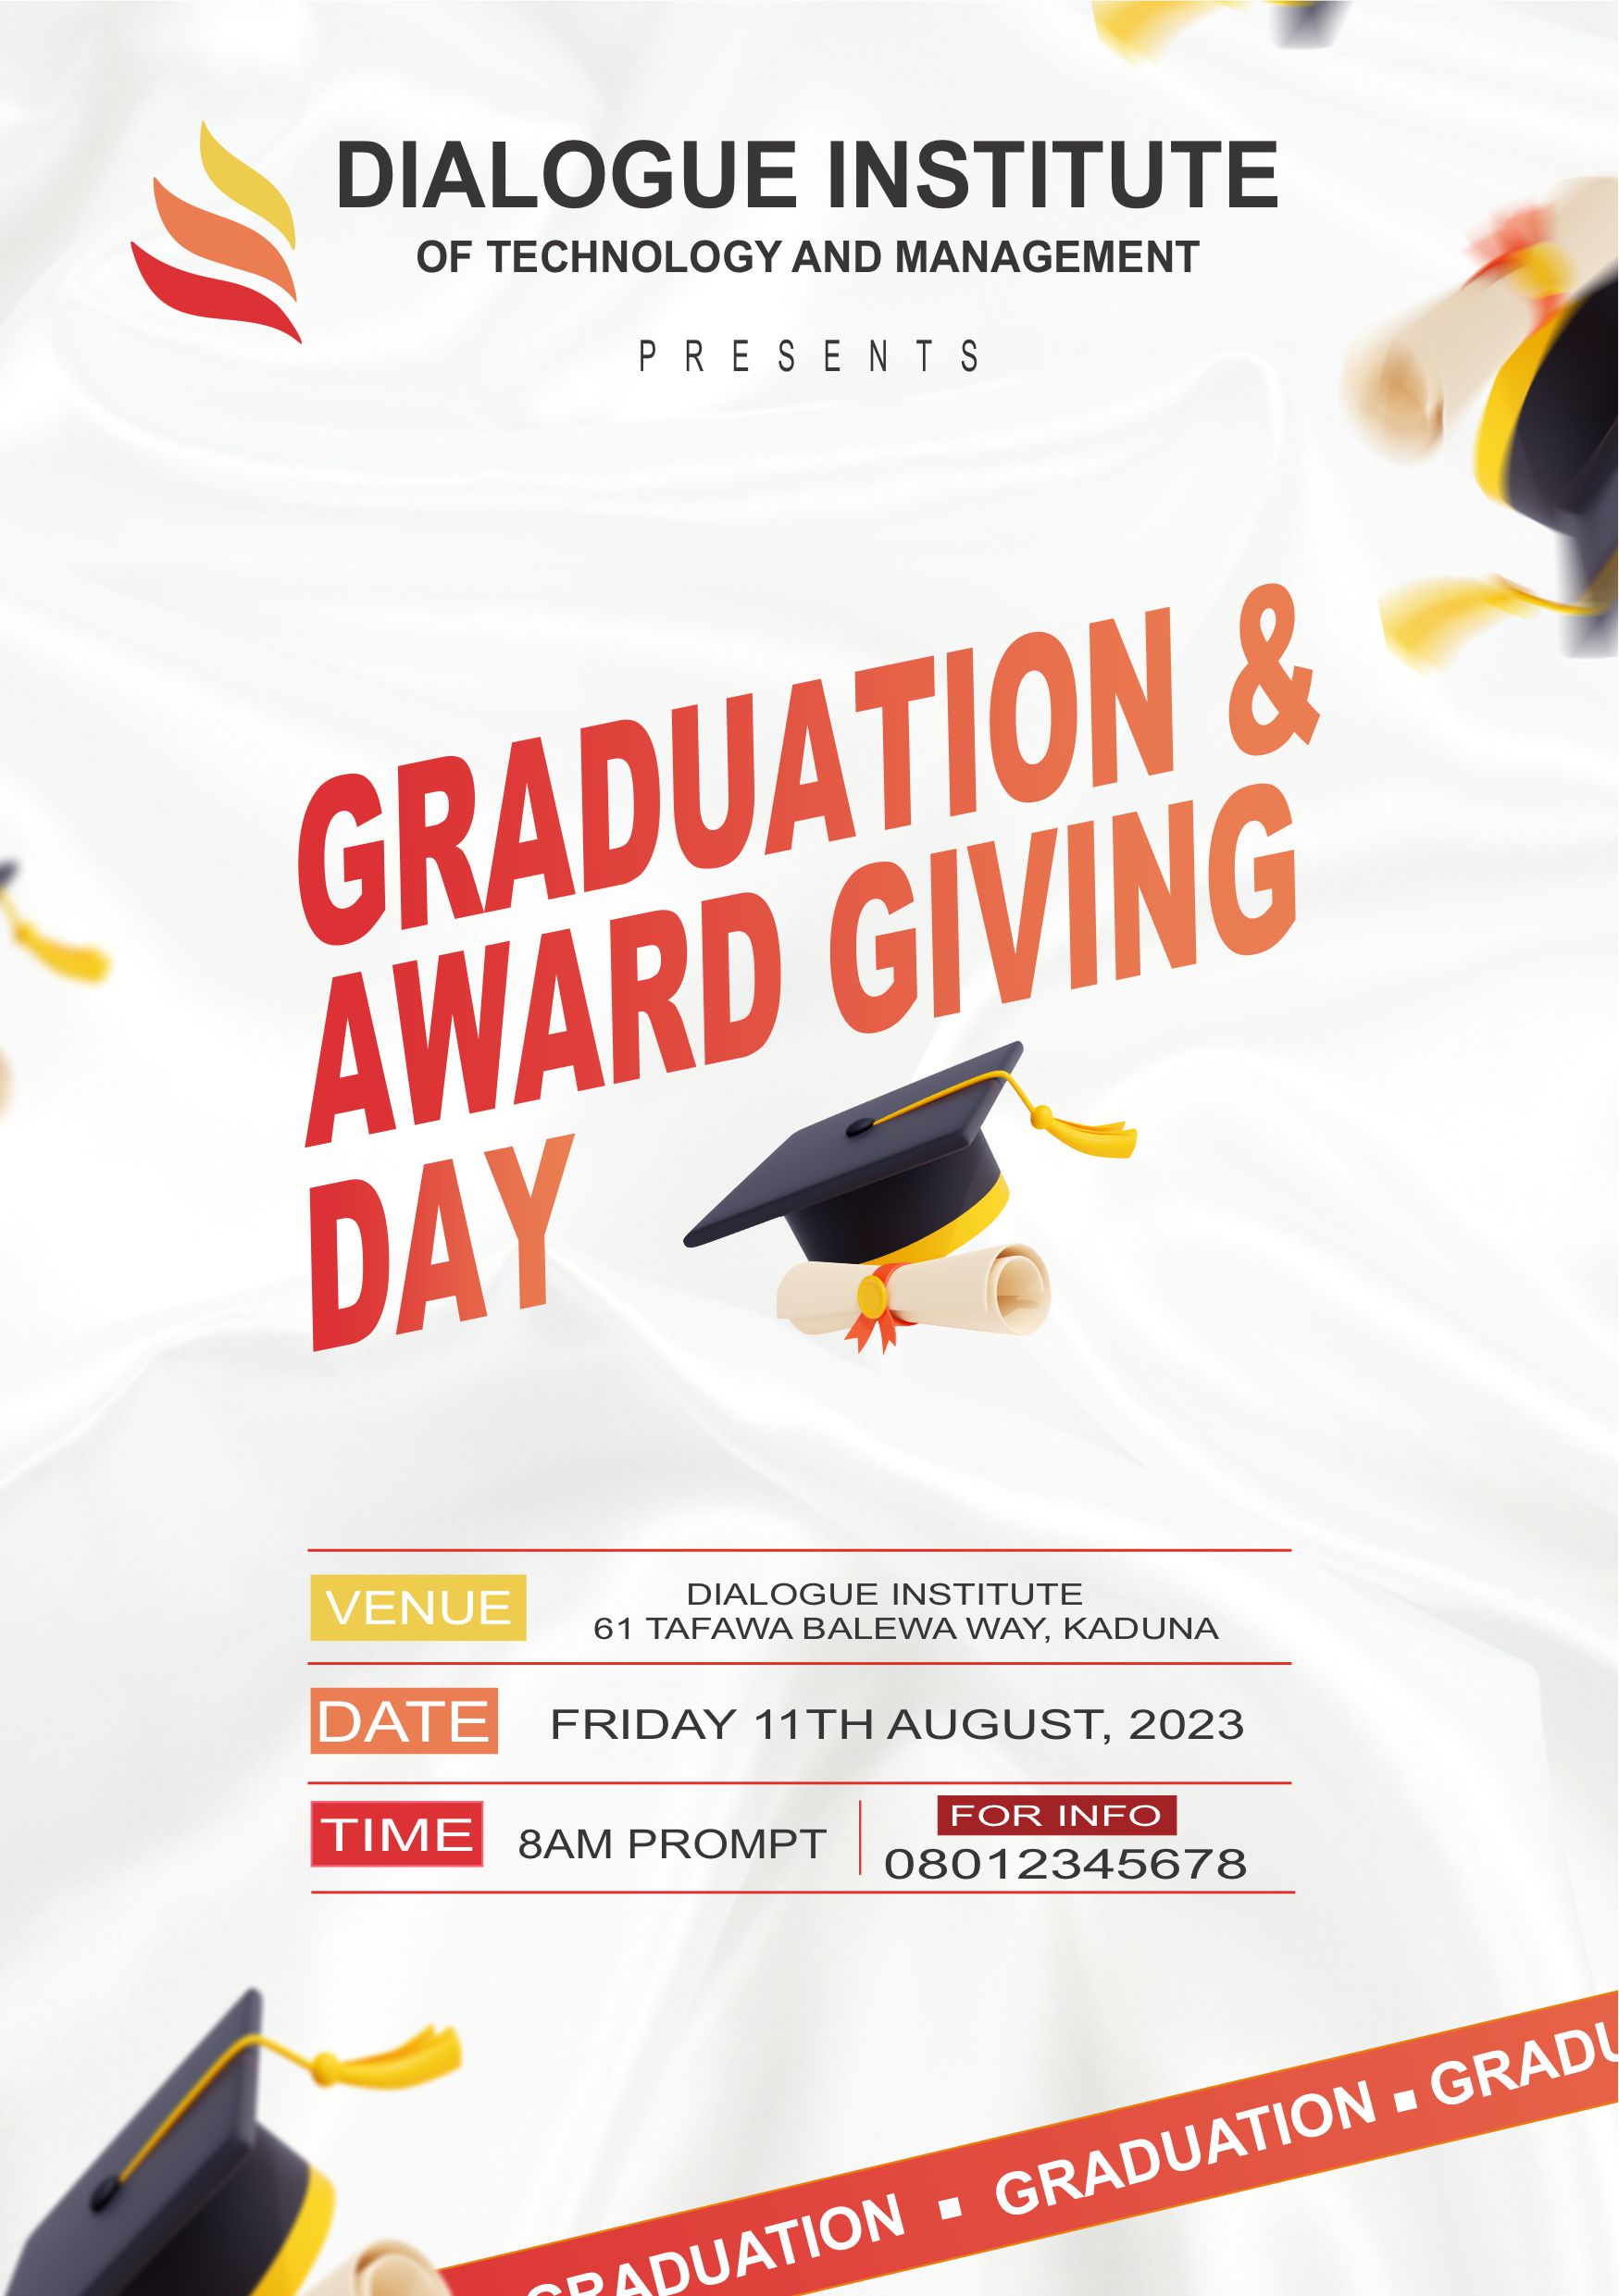 DIALOGUE INSTITUTE
OF TECHNOLOGY AND MANAGEMENT
PRESENTS
GRADUATION &
AWARD GIVING
DAY
VENUE
DIALOGUE INSTITUTE
61 TAFAWA BALEWA WAY, KADUNA
DATE
FRIDAY 11TH AUGUST, 2023
TIME
8AM PROMPT
FOR INFO
08012345678
GRADUATION ▪ GRADUATION ▪ GRADU